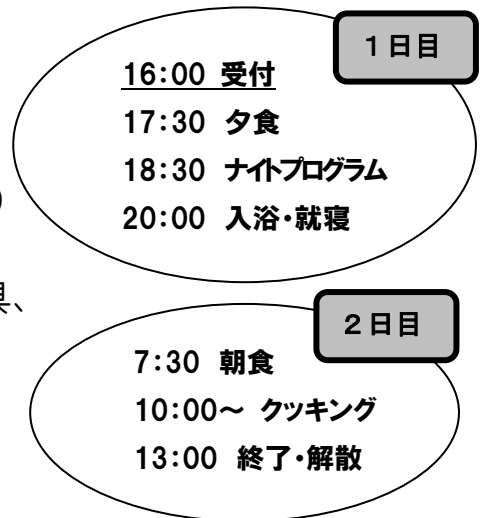 1日目
16:00 受付
17:30 夕食
18:30 ナイトプログラム
20:00 入浴・就寝
)
具、
2日目
7:30 朝食
10:00～ クッキング
13:00 終了・解散